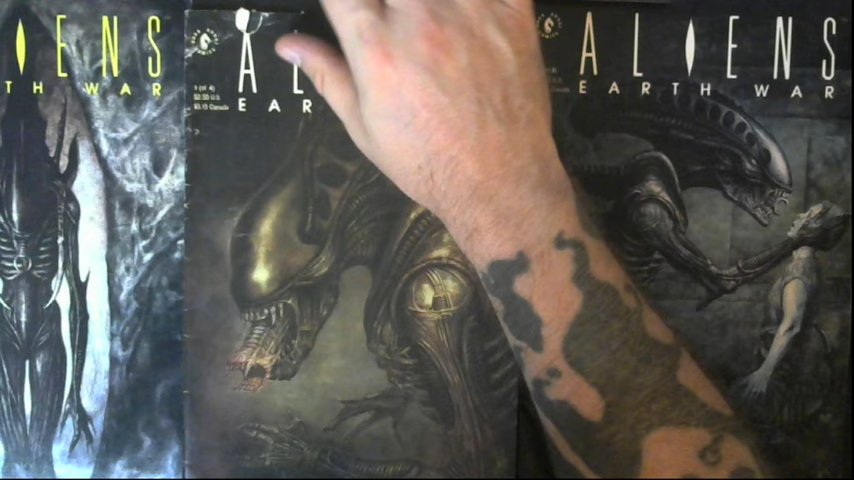 IENS
TH WAR
AL
1 (of 4)
$2.50 U.S.
$3.15 Canada
EAR
ALIENS
EARTH WAR